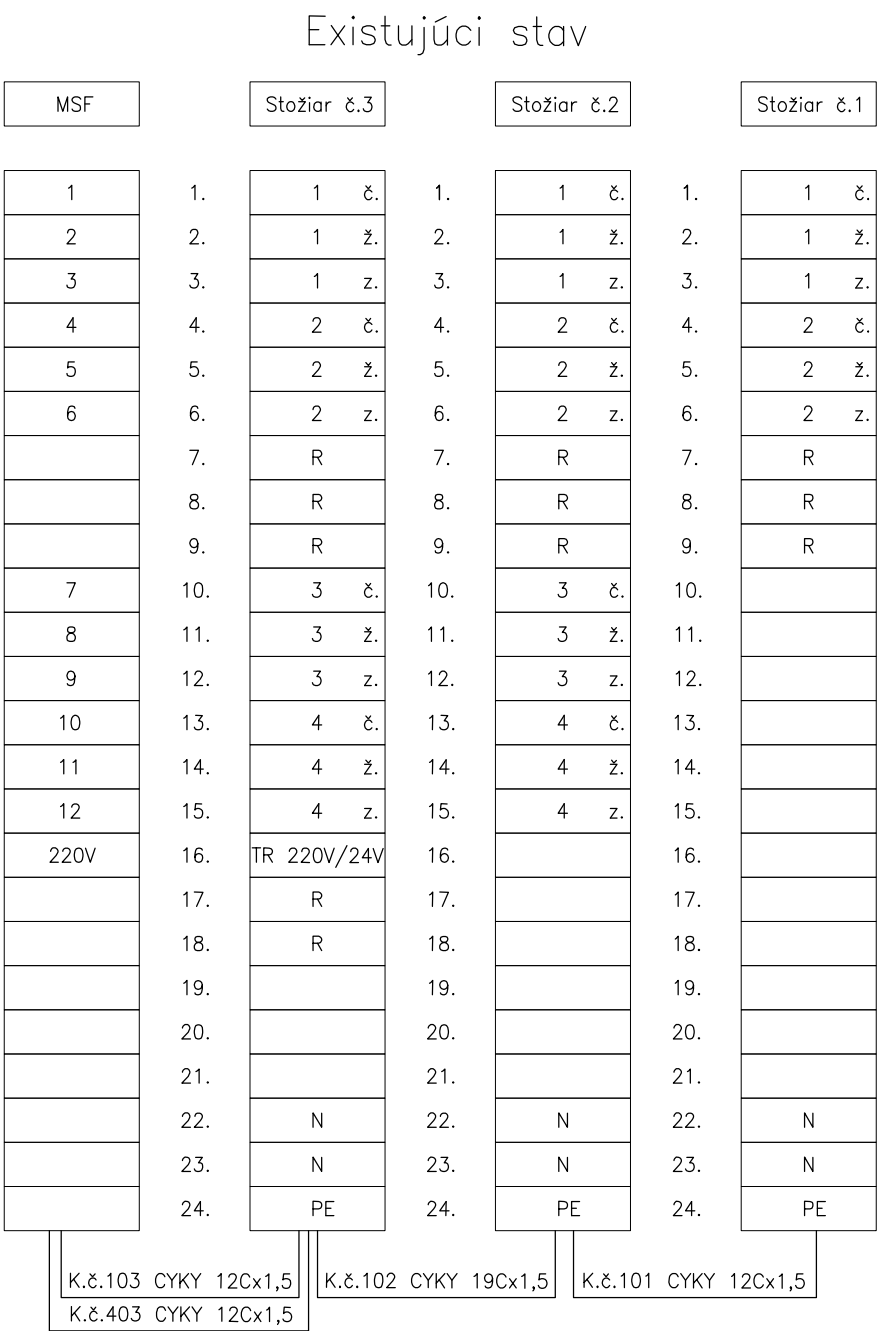 Existujúci stav
MSF Stožiar č.3 Stožiar č.2 Stožiar č.1
1 1. 1 č. 1. 1 č. 1. 1 č.
2 2. 1 ž. 2. 1 ž. 2. 1 ž.
3 3. 1 z. 3. 1 z. 3. 1 z.
4 4. 2 č. 4. 2 č. 4. 2 č.
5 5. 2 ž. 5. 2 ž. 5. 2 ž.
6 6. 2 z. 6. 2 z. 6. 2 z.
7. R 7. R 7. R
8. R 8. R 8. R
9. R 9. R 9. R
7 10. 3 č. 10. 3 č. 10.
8 11. 3 ž. 11. 3 ž. 11.
9 12. 3 z. 12. 3 z. 12.
10 13. 4 č. 13. 4 č. 13.
11 14. 4 ž. 14. 4 ž. 14.
12 15. 4 z. 15. 4 z. 15.
220V 16. TR 220V/24V 16. 16.
17. R 17. 17.
18. R 18. 18.
19. 19. 19.
20. 20. 20.
21. 21. 21.
22. N 22. N 22. N
23. N 23. N 23. N
24. PE 24. PE 24. PE
K.č.103 CYKY 12Cx1,5 K.č.102 CYKY 19Cx1,5 K.č.101 CYKY 12Cx1,5
K.č.403 CYKY 12Cx1,5